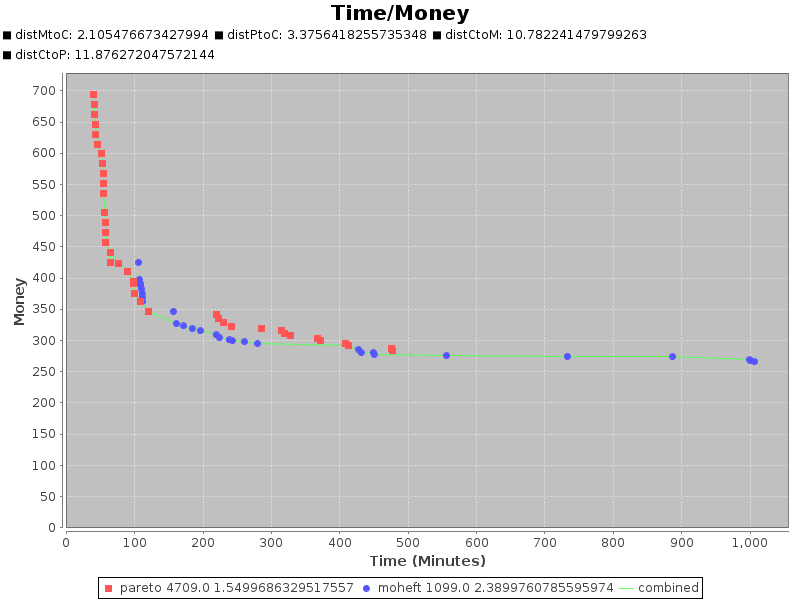 Time/Money
distMtoC: 2.105476673427994 distPtoC: 3.3756418255735348 distCtoM: 10.782241479799263
distCtoP: 11.876272047572144
700
650
600
550
500
450
400
350
300
250
200
150
100
50
0
Money
0 100 200 300 400 500 600 700 800 900 1,000
Time (Minutes)
pareto 4709.0 1.5499686329517557 moheft 1099.0 2.3899760785595974 combined